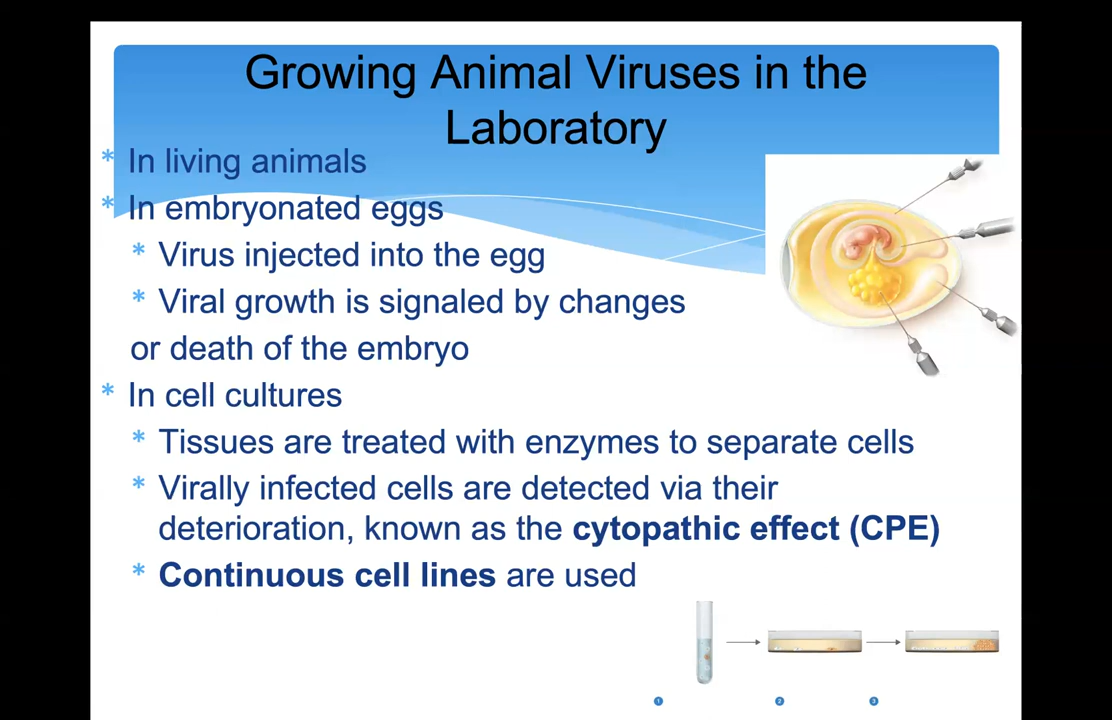 Growing Animal Viruses in the
Laboratory
* In living animals
* In embryonated eggs
* Virus injected into the egg
* Viral growth is signaled by changes
or death of the embryo
* In cell cultures
* Tissues are treated with enzymes to separate cells
* Virally infected cells are detected via their
deterioration, known as the cytopathic effect (CPE)
* Continuous cell lines are used
1 2 3